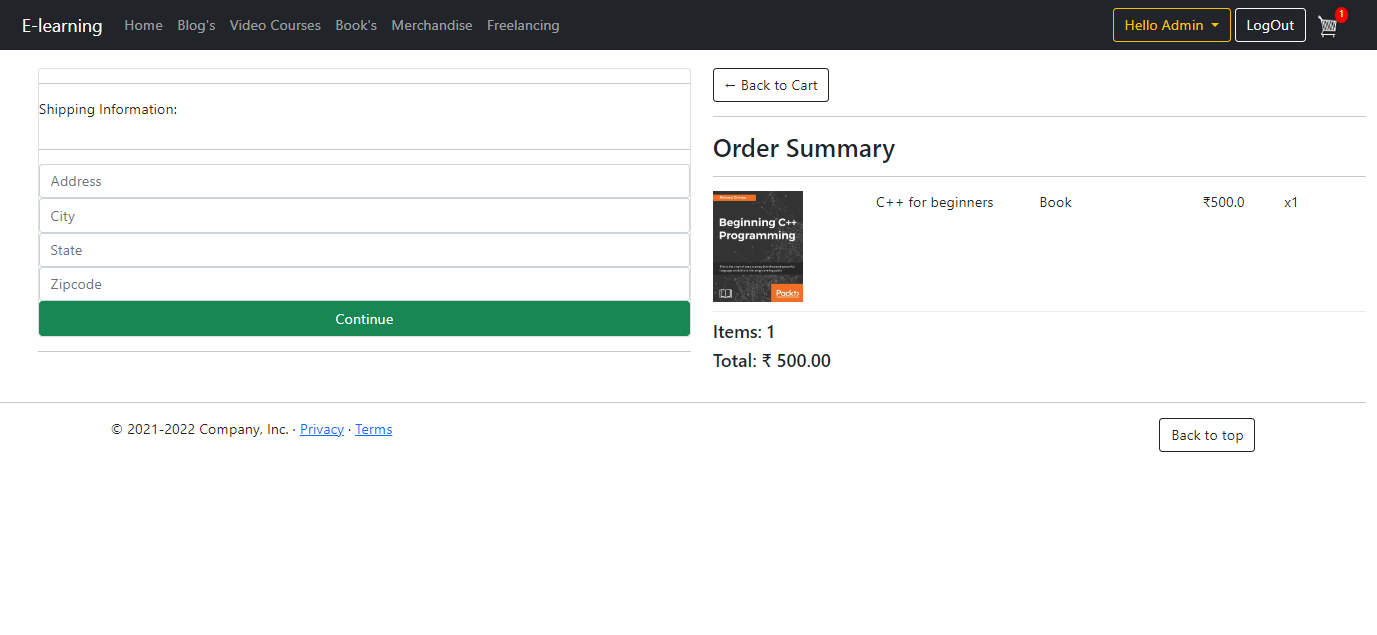 E-learning Home Blog's Video Courses Book's Merchandise Freelancing Hello Admin LogOut 1
Shipping Information:
Address
City
State
Zipcode
Continue
← Back to Cart
Order Summary
Beginning C++
Programming
Packt
C++ for beginners Book ₹500.0 x1
Items: 1
Total: ₹ 500.00
© 2021-2022 Company, Inc. · Privacy · Terms
Back to top